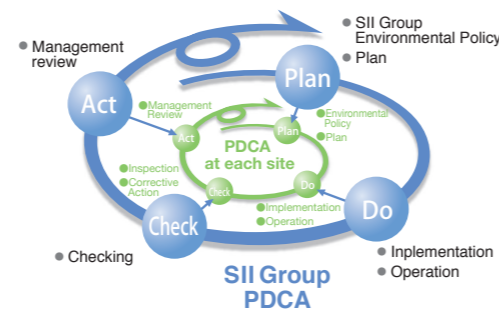 ● SII Group
Environmental Policy
● Plan
● Management
review
Plan
Act
● Management
Review
● Environmental
Policy
● Plan
Plan
Act
PDCA
at each site
● Inspection
● Corrective
Action
Check
Do
● Implementation
● Operation
Check
Do
● Checking
● Inplementation
● Operation
SII Group
PDCA